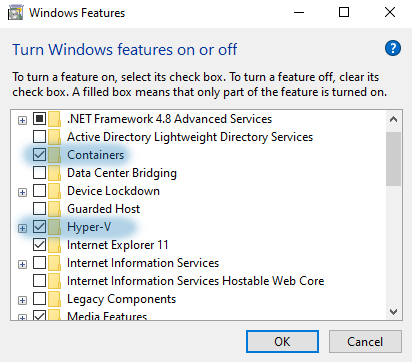 Windows Features
Turn Windows features on or off
To turn a feature on, select its check box. To turn a feature off, clear its
check box. A filled box means that only part of the feature is turned on.
.NET Framework 4.8 Advanced Services
Active Directory Lightweight Directory Services
Containers
Data Center Bridging
Device Lockdown
Guarded Host
Hyper-V
Internet Explorer 11
Internet Information Services
Internet Information Services Hostable Web Core
Legacy Components
Media Features
OK
Cancel